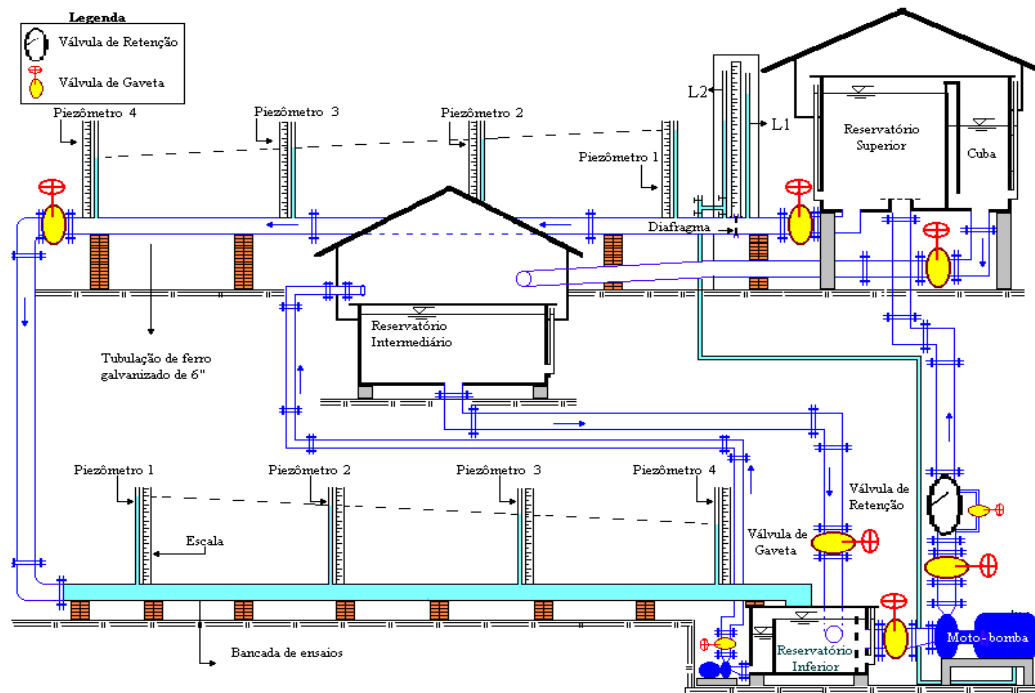 Legenda
Válvula de Retenção
Válvula de Gaveta
Piezômetro 4
Piezômetro 3
Piezômetro 2
Piezômetro 1
L2
L1
Reservatório
Superior
Cuba
Diafragma
Reservatório
Intermediário
Tubulação de ferro
galvanizado de 6"
Piezômetro 1
Piezômetro 2
Piezômetro 3
Piezômetro 4
Válvula de
Retenção
Escala
Válvula de
Gaveta
Bancada de ensaios
Reservatório
Inferior
Moto-bomba